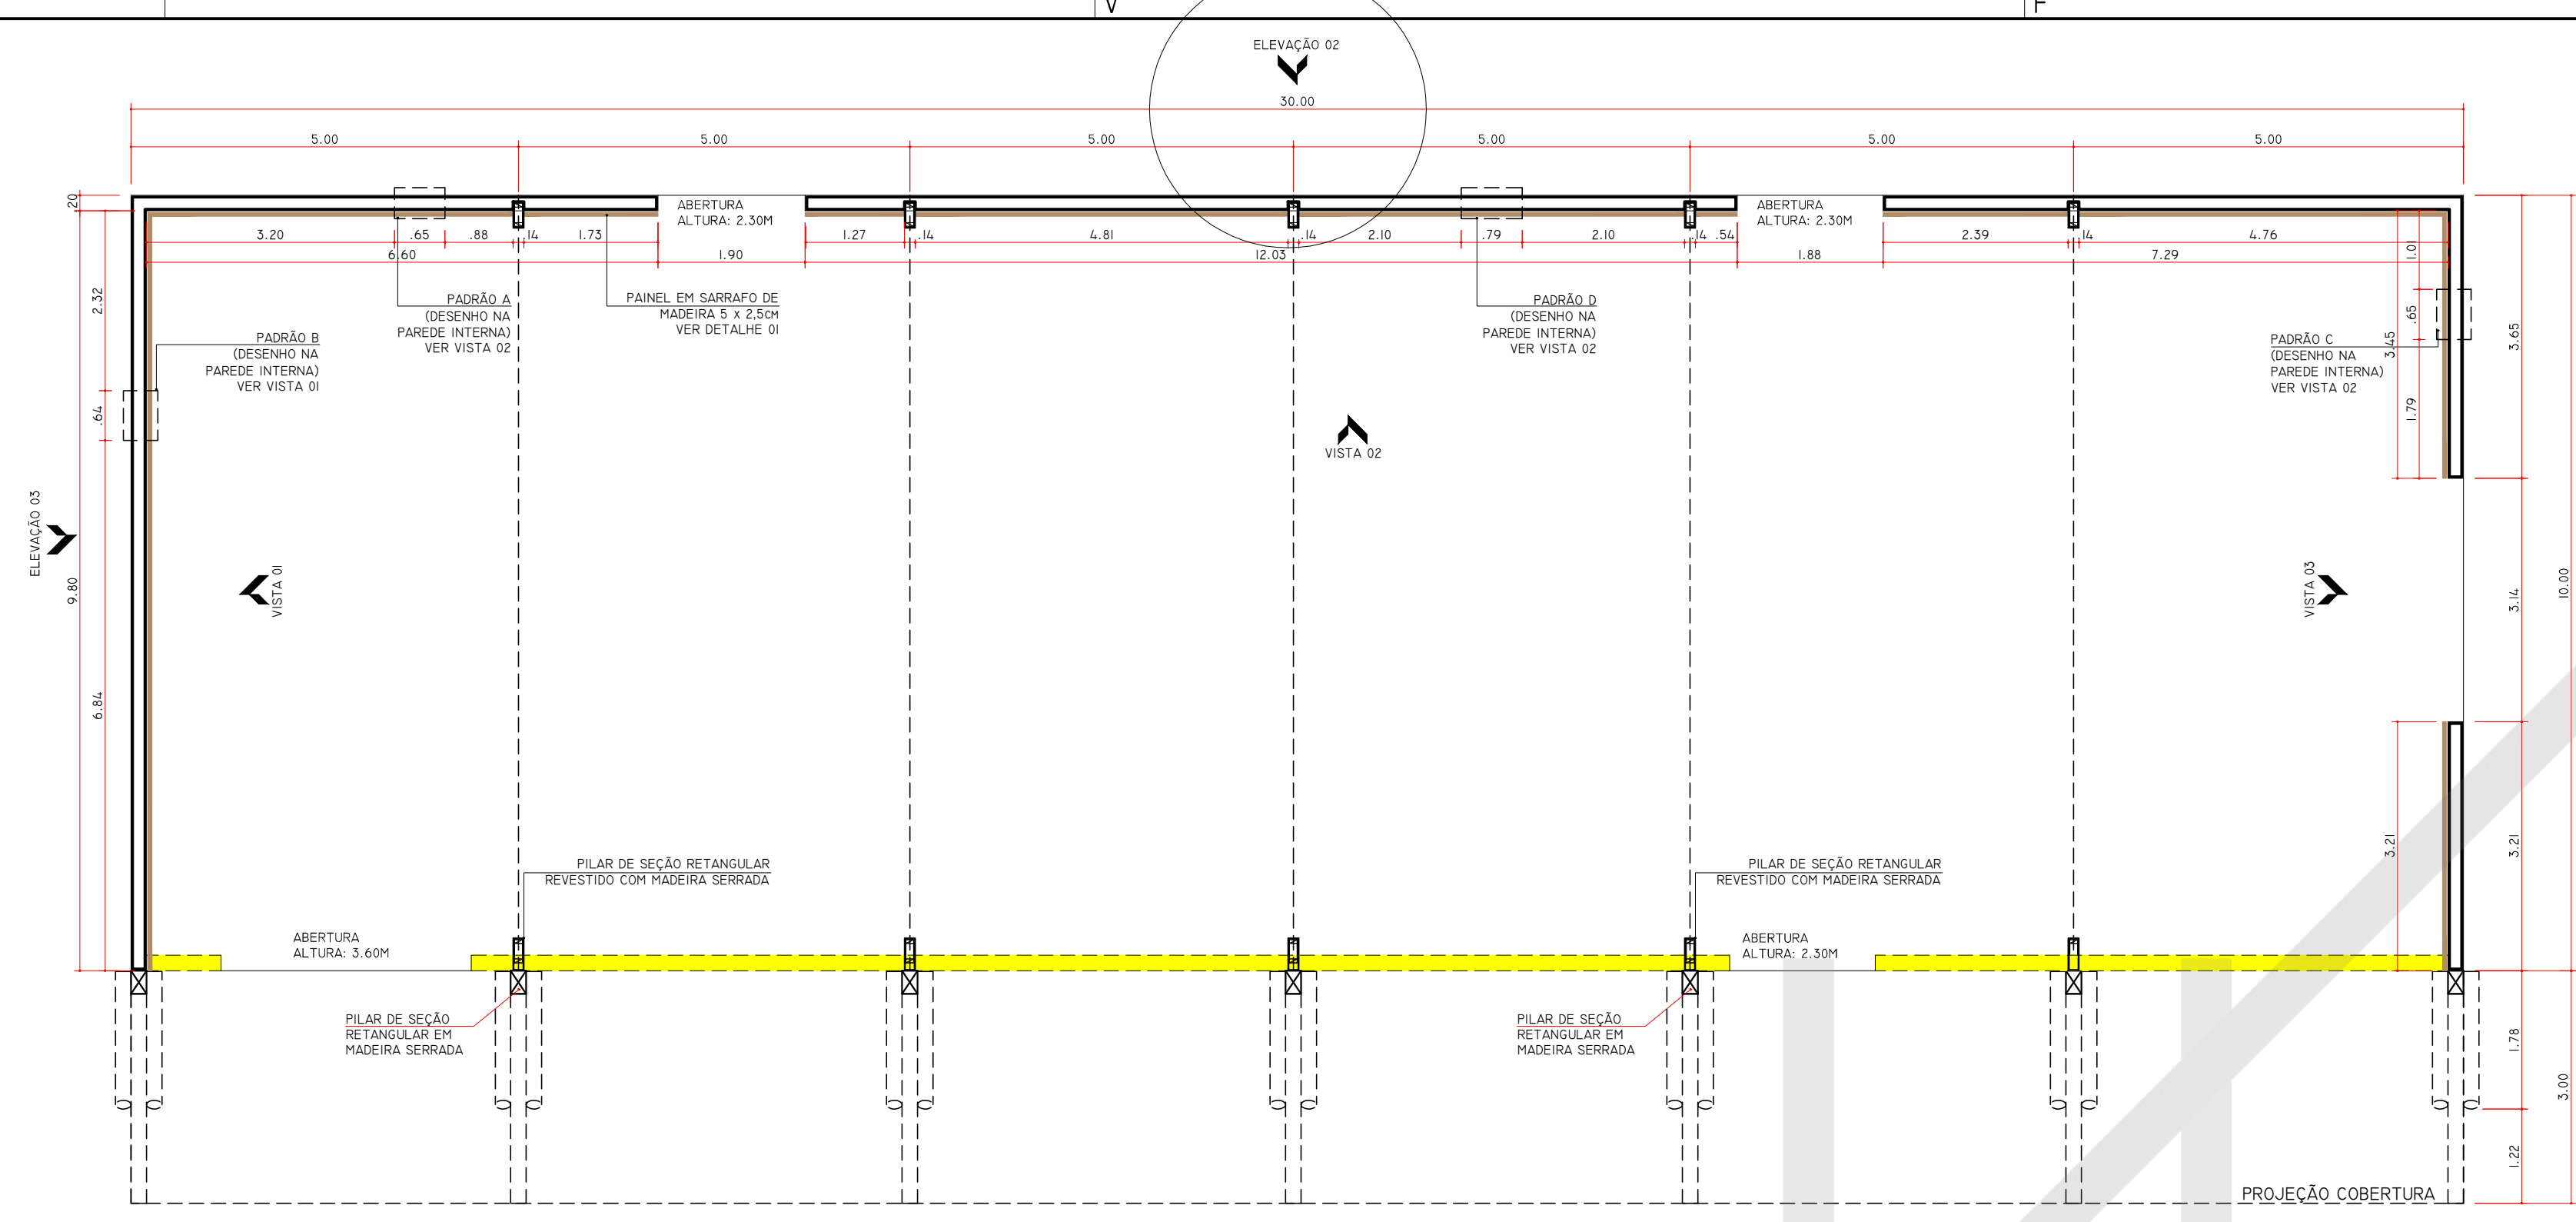 V
F
ELEVAÇÃO 02
30.00
5.00
5.00
5.00
5.00
5.00
5.00
.20
ABERTURA
ALTURA: 2.30M
ABERTURA
ALTURA: 2.30M
3.20
.65
.88
.14
1.73
1.27
.14
4.81
.14
2.10
.79
2.10
.14
.54
2.39
.14
4.76
6.60
1.90
12.03
1.88
7.29
1.01
2.32
PADRÃO A
(DESENHO NA
PAREDE INTERNA)
VER VISTA 02
PAINEL EM SARRAFO DE
MADEIRA 5 X 2,5CM
VER DETALHE 01
PADRÃO D
(DESENHO NA
PAREDE INTERNA)
VER VISTA 02
PADRÃO B
(DESENHO NA
PAREDE INTERNA)
VER VISTA 01
PADRÃO C
(DESENHO NA
PAREDE INTERNA)
VER VISTA 02
.65
3.45
3.65
1.79
.64
VISTA 02
ELEVAÇÃO 03
9.80
VISTA 01
VISTA 03
3.14
10.00
6.84
3.21
3.21
PILAR DE SEÇÃO RETANGULAR
REVESTIDO COM MADEIRA SERRADA
PILAR DE SEÇÃO RETANGULAR
REVESTIDO COM MADEIRA SERRADA
ABERTURA
ALTURA: 3.60M
ABERTURA
ALTURA: 2.30M
PILAR DE SEÇÃO
RETANGULAR EM
MADEIRA SERRADA
PILAR DE SEÇÃO
RETANGULAR EM
MADEIRA SERRADA
1.78
3.00
1.22
PROJEÇÃO COBERTURA